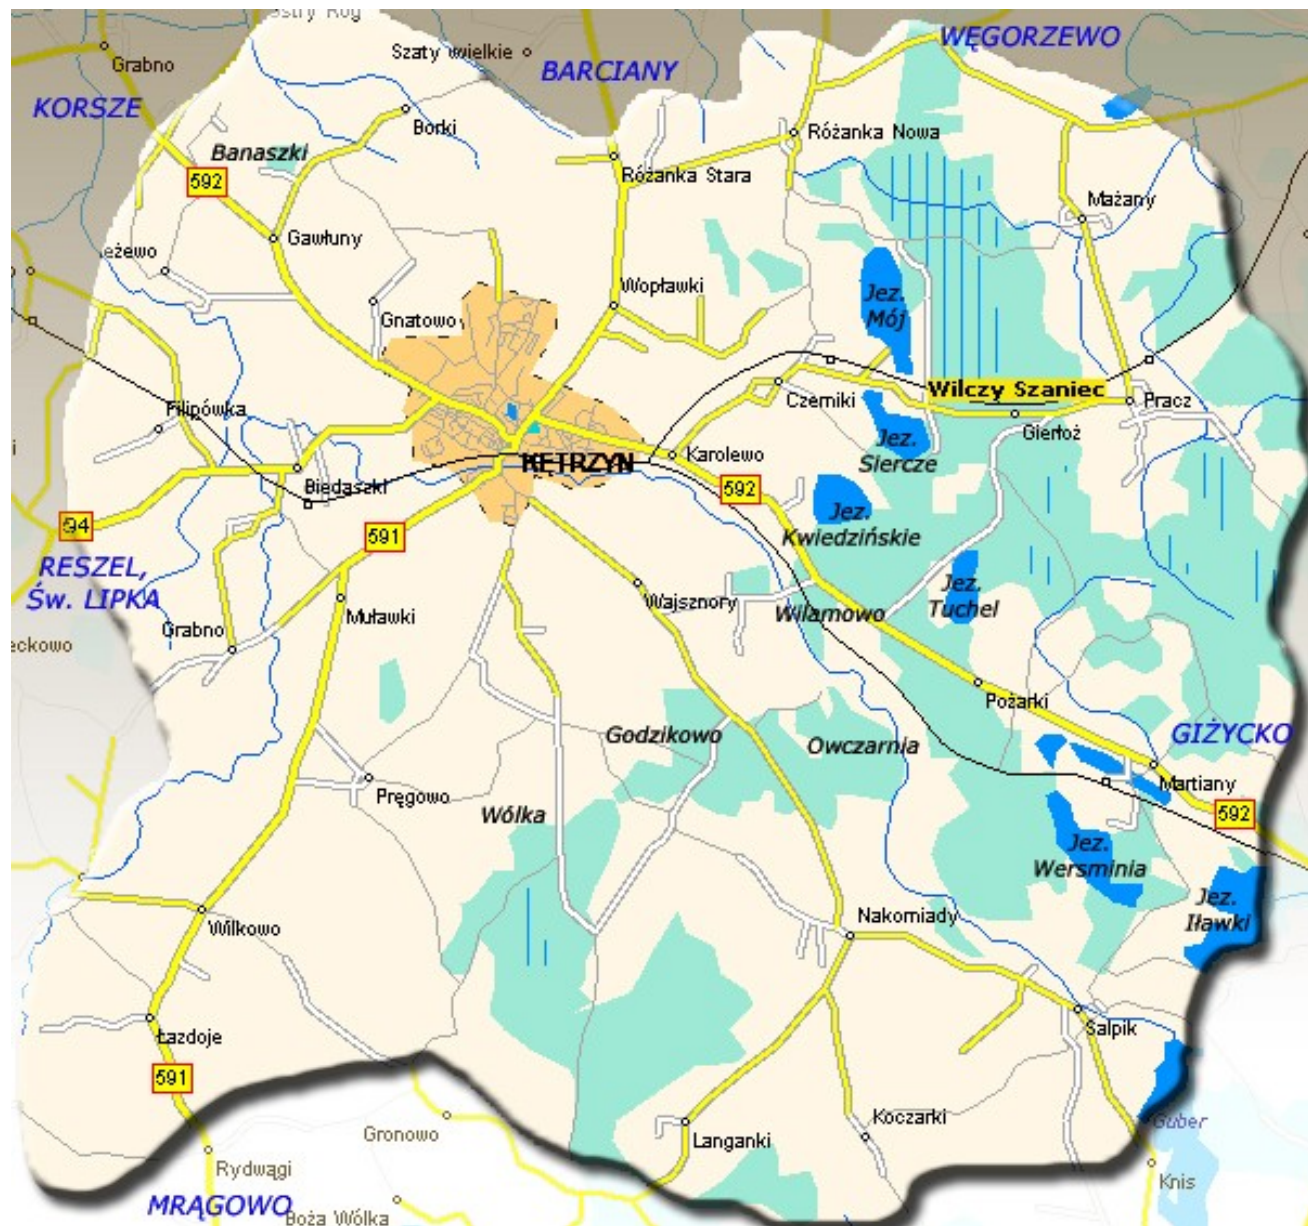 WĘGORZEWO
Szaty Wielkie
Grabno
BARCIANY
KORSZE
Borki
Różanka Nowa
Banaszki
Różanka Stara
592
Mażany
Gawłuny
eżewo
Wopławki
Jez.
Mój
Gnatowo
Wilczy Szaniec
Czerniki
Pracz
Filipówka
Gierłoż
Jez.
Siercze
KĘTRZYN
Karolewo
Biedaszki
592
Jez.
Kwiedzińskie
594
591
RESZEL,
Św. LIPKA
Jez.
Tuchel
Wajsznory
Wilamowo
Muławki
Grabno
eckowo
Pożarki
GIŻYCKO
Godzikowo
Owczarnia
Martiany
Pręgowo
Wólka
592
Jez.
Wersminia
Jez.
Iławki
Nakomiady
Wilkowo
Salpik
Łazdoje
591
Koczarki
Guber
Gronowo
Langanki
Rydwągi
Knis
MRĄGOWO
Boża Wólka